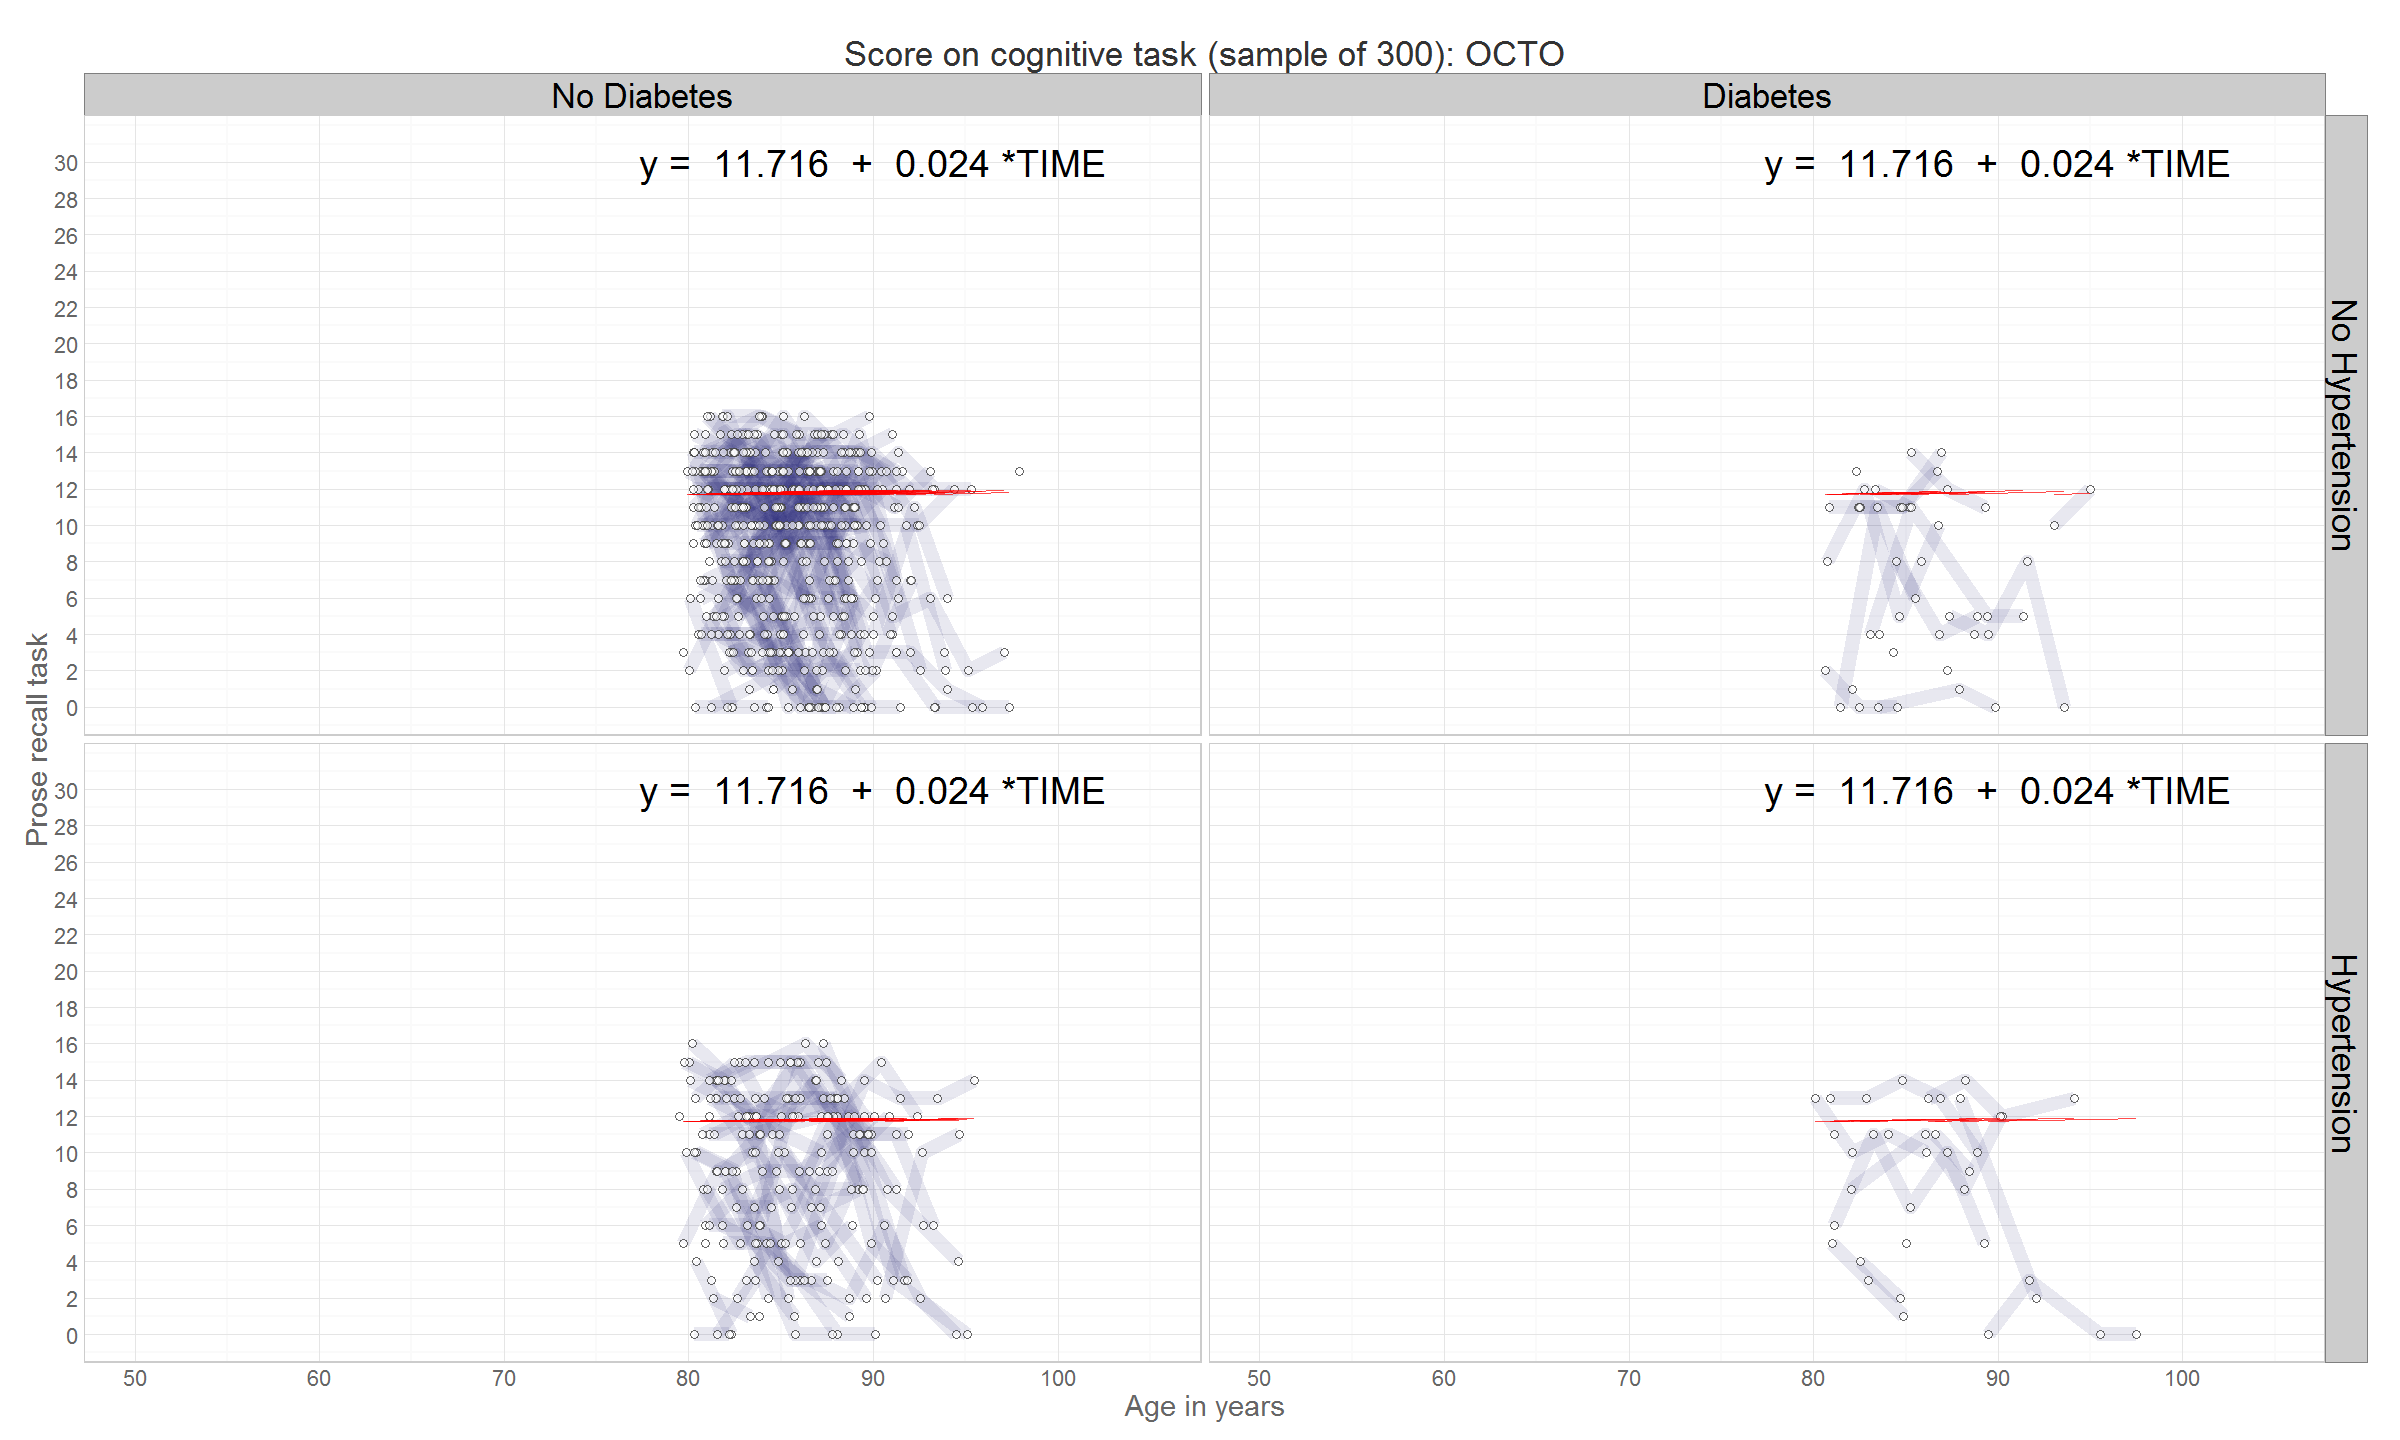 Score on cognitive task (sample of 300): OCTO
No Diabetes
Diabetes
y = 11.716 + 0.024 *TIME
y = 11.716 + 0.024 *TIME
30
28
26
24
22
20
18
16
14
12
10
8
6
4
2
0
No Hypertension
Prose recall task
y = 11.716 + 0.024 *TIME
y = 11.716 + 0.024 *TIME
30
28
26
24
22
20
18
16
14
12
10
8
6
4
2
0
Hypertension
50 60 70 80 90 100
50 60 70 80 90 100
Age in years